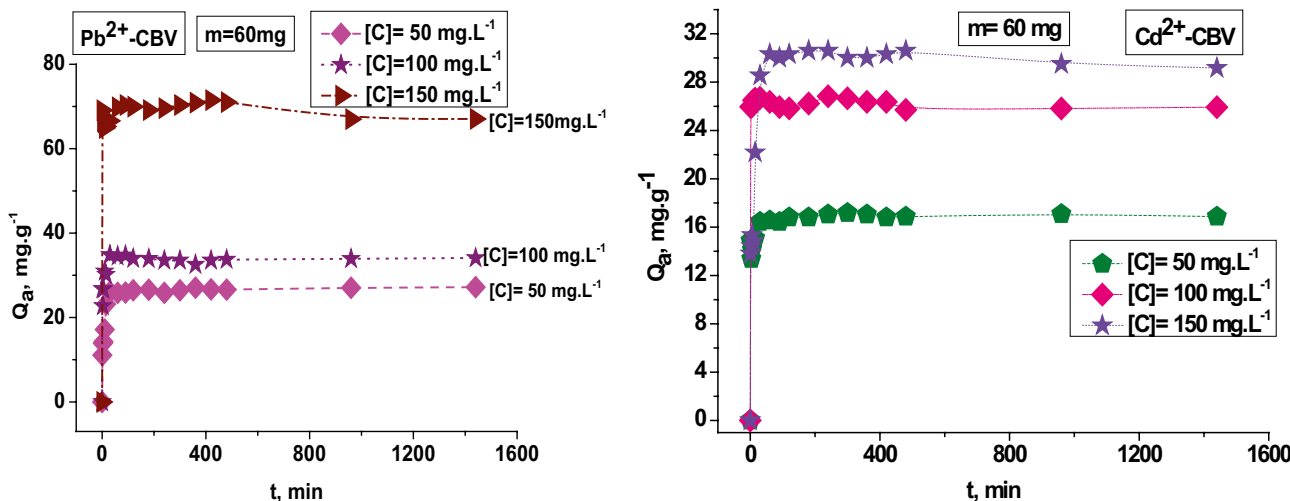 Pb²⁺-CBV
m=60mg
[C]= 50 mg.L⁻¹
[C]=100 mg.L⁻¹
[C]=150 mg.L⁻¹
80
60
40
20
0
Qa, mg.g⁻¹
[C]=150mg.L⁻¹
[C]=100 mg.L⁻¹
[C]= 50 mg.L⁻¹
0 400 800 1200 1600
t, min
m= 60 mg
Cd²⁺-CBV
32
28
24
20
16
12
8
4
0
Qa, mg.g⁻¹
[C]= 50 mg.L⁻¹
[C]= 100 mg.L⁻¹
[C]= 150 mg.L⁻¹
0 400 800 1200 1600
t, min